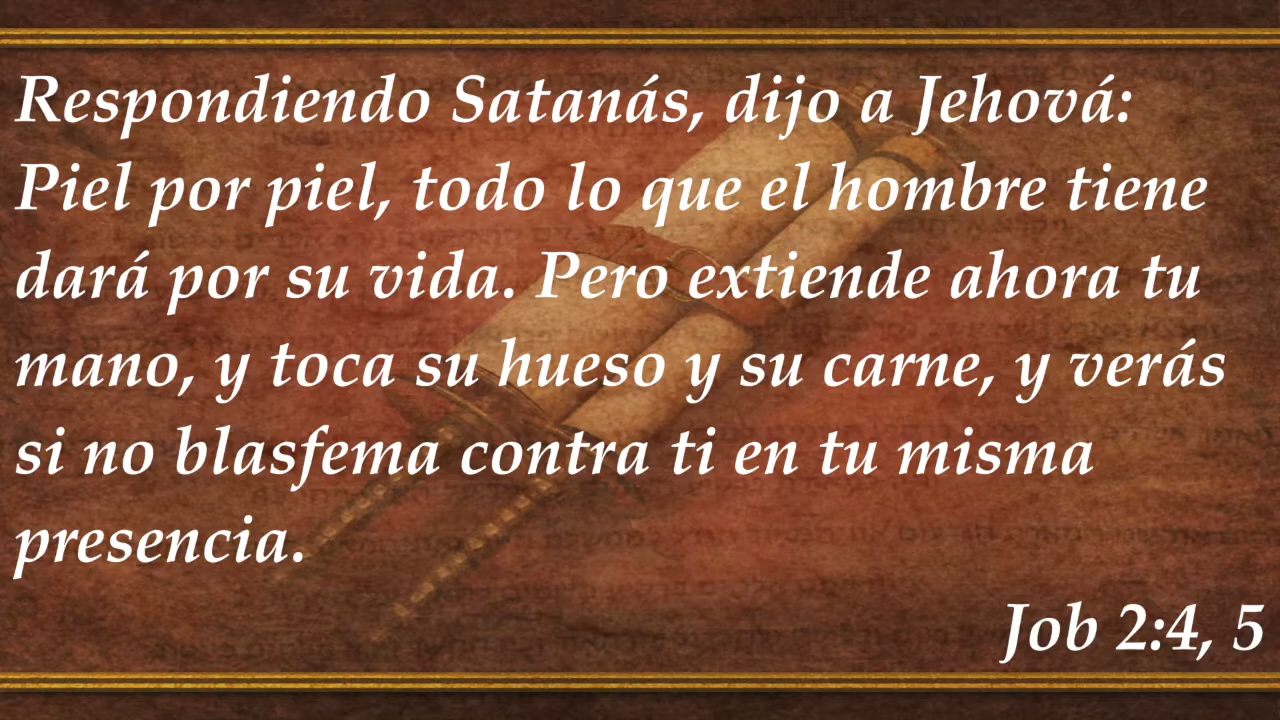 Respondiendo Satanás, dijo a Jehová:
Piel por piel, todo lo que el hombre tiene
dará por su vida. Pero extiende ahora tu
mano, y toca su hueso y su carne, y verás
si no blasfema contra ti en tu misma
presencia.
Job 2:4, 5